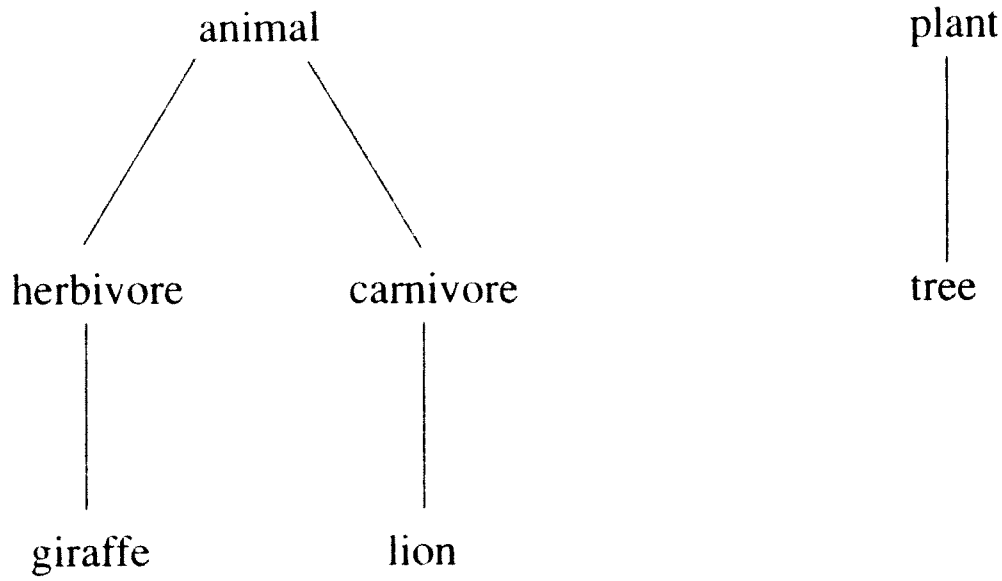 animal
plant
herbivore
carnivore
tree
giraffe
lion